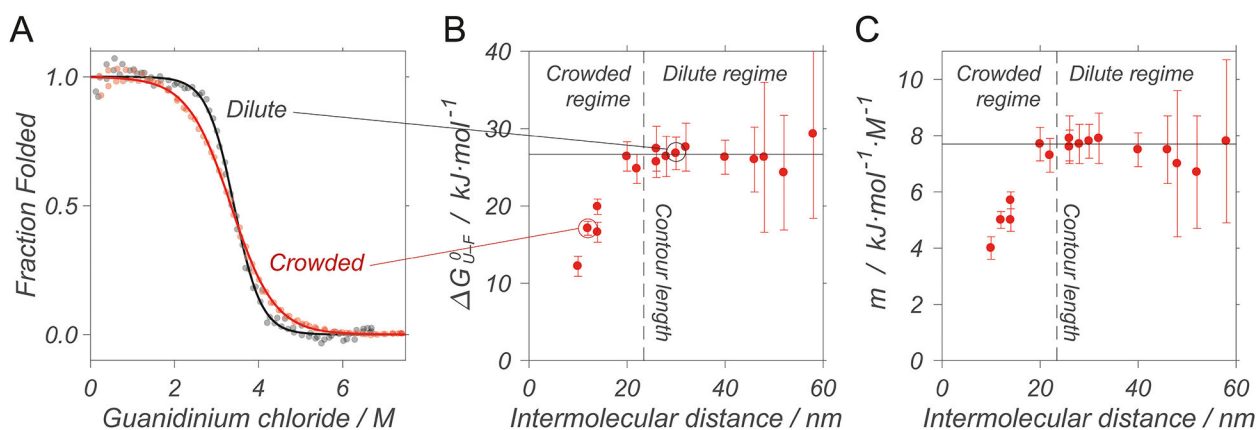 A
Fraction Folded
1.0
0.5
0.0
0
2
4
6
Guanidinium chloride / M
Dilute
Crowded
B
ΔG⁰U–F / kJ·mol⁻¹
40
30
20
10
0
Crowded
regime
Dilute regime
Contour length
0
20
40
60
Intermolecular distance / nm
C
m / kJ·mol⁻¹·M⁻¹
10
8
6
4
2
0
Crowded
regime
Dilute regime
Contour length
0
20
40
60
Intermolecular distance / nm